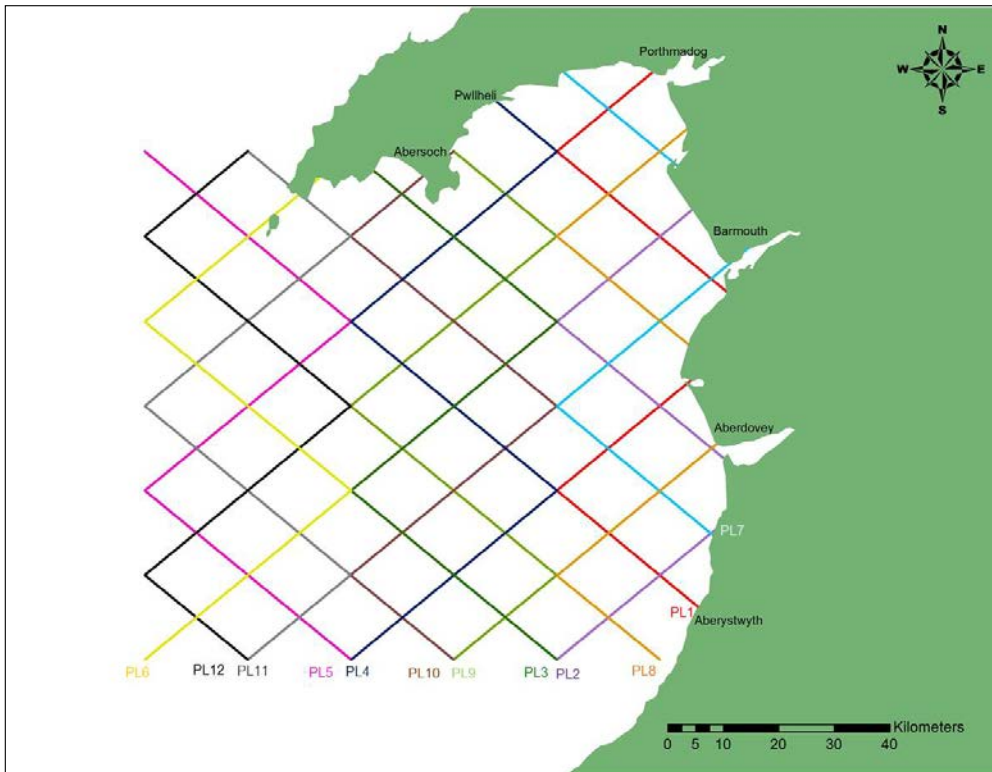 N
W E
S
Porthmadog
Pwllheli
Abersoch
Barmouth
Aberdovey
PL7
PL1
Aberystwyth
PL6 PL12 PL11 PL5 PL4 PL10 PL9 PL3 PL2 PL8
Kilometers
0 5 10 20 30 40